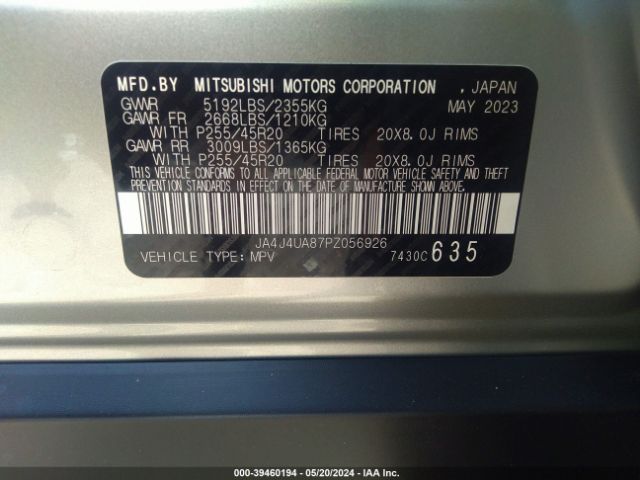 MFD.BY MITSUBISHI MOTORS CORPORATION , JAPAN
GVWR 5192LBS/2355KG MAY 2023
GAWR FR 2668LBS/1210KG
WITH P255/45R20 TIRES 20X8.0J RIMS
GAWR RR 3009LBS/1365KG
WITH P255/45R20 TIRES 20X8.0J RIMS
THIS VEHICLE CONFORMS TO ALL APPLICABLE FEDERAL MOTOR VEHICLE SAFETY AND THEFT
PREVENTION STANDARDS IN EFFECT ON THE DATE OF MANUFACTURE SHOWN ABOVE.
JA4J4UA87PZ056926
VEHICLE TYPE: MPV 7430C 635
000-39460194 - 05/20/2024 - IAA Inc.